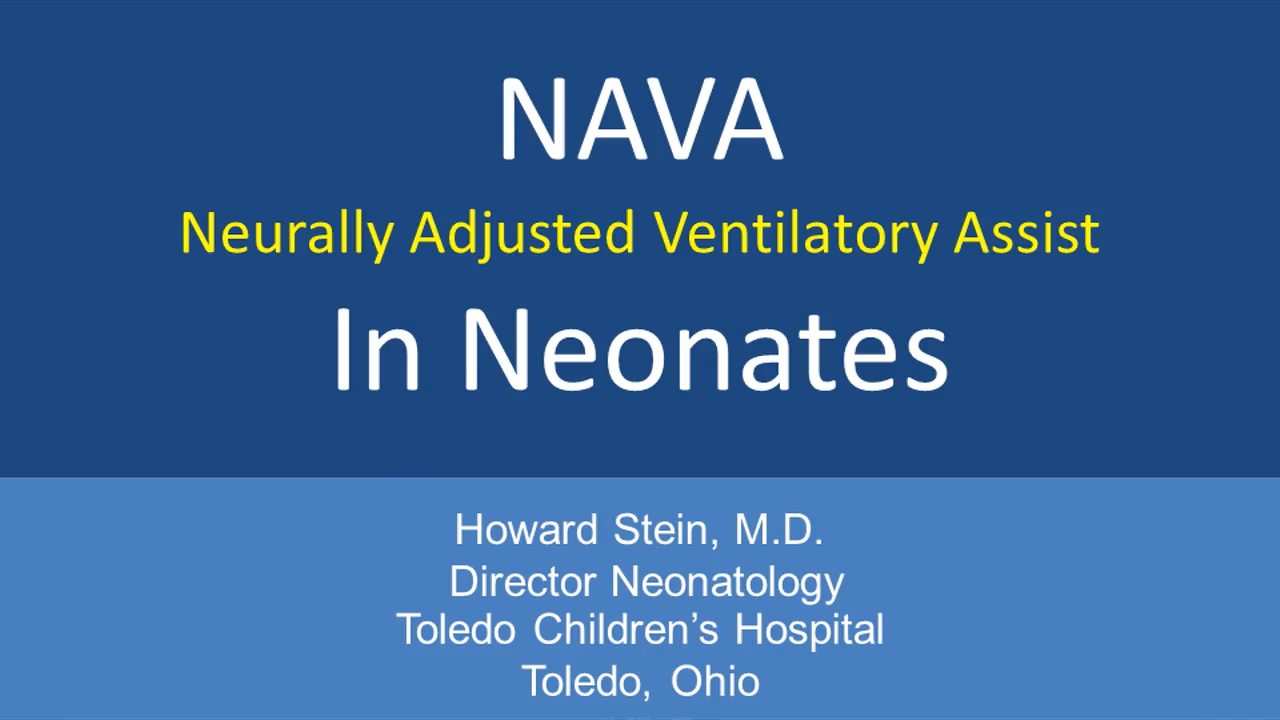 NAVA
Neurally Adjusted Ventilatory Assist
In Neonates
Howard Stein, M.D.
Director Neonatology
Toledo Children’s Hospital
Toledo, Ohio